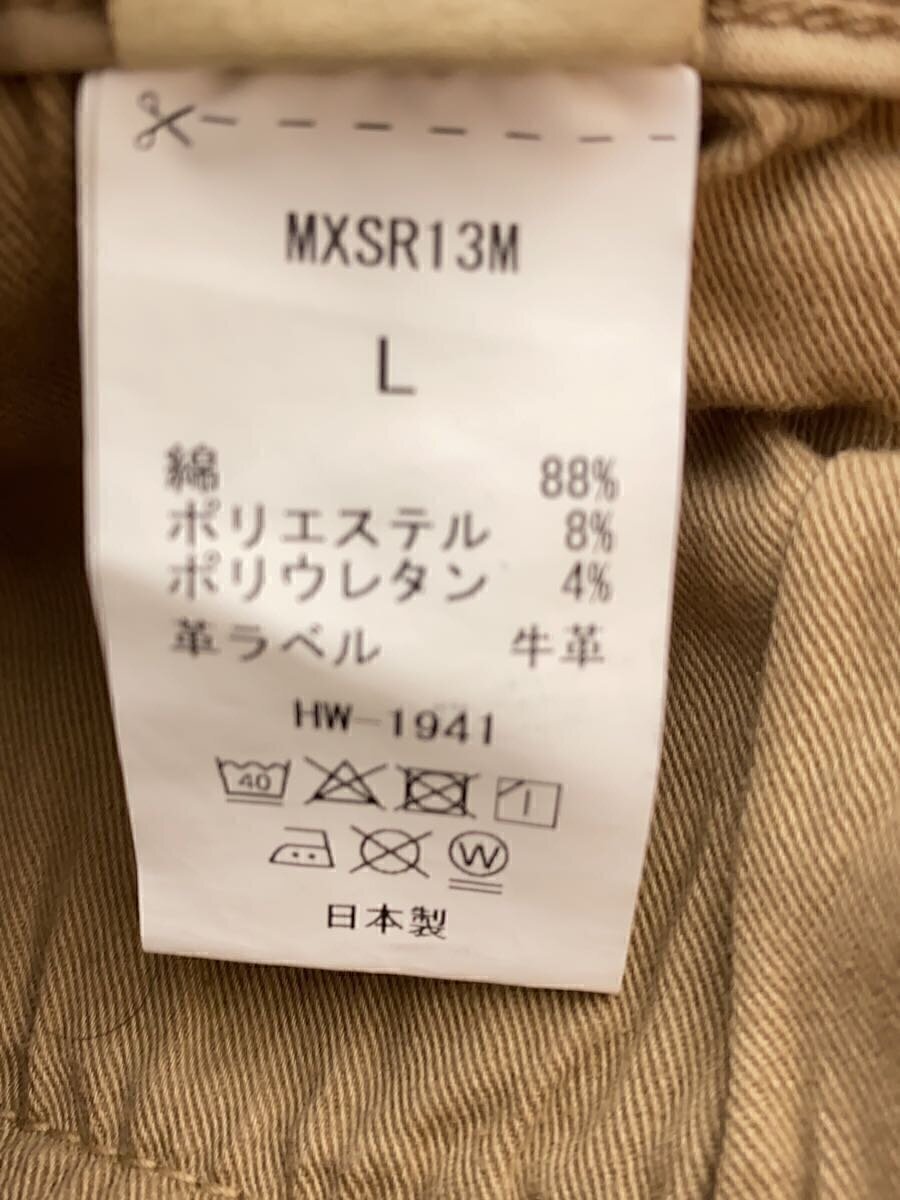 MXSR13M
L
綿 88%
ポリエステル 8%
ポリウレタン 4%
革ラベル 牛革
HW-1941
40
W
日本製